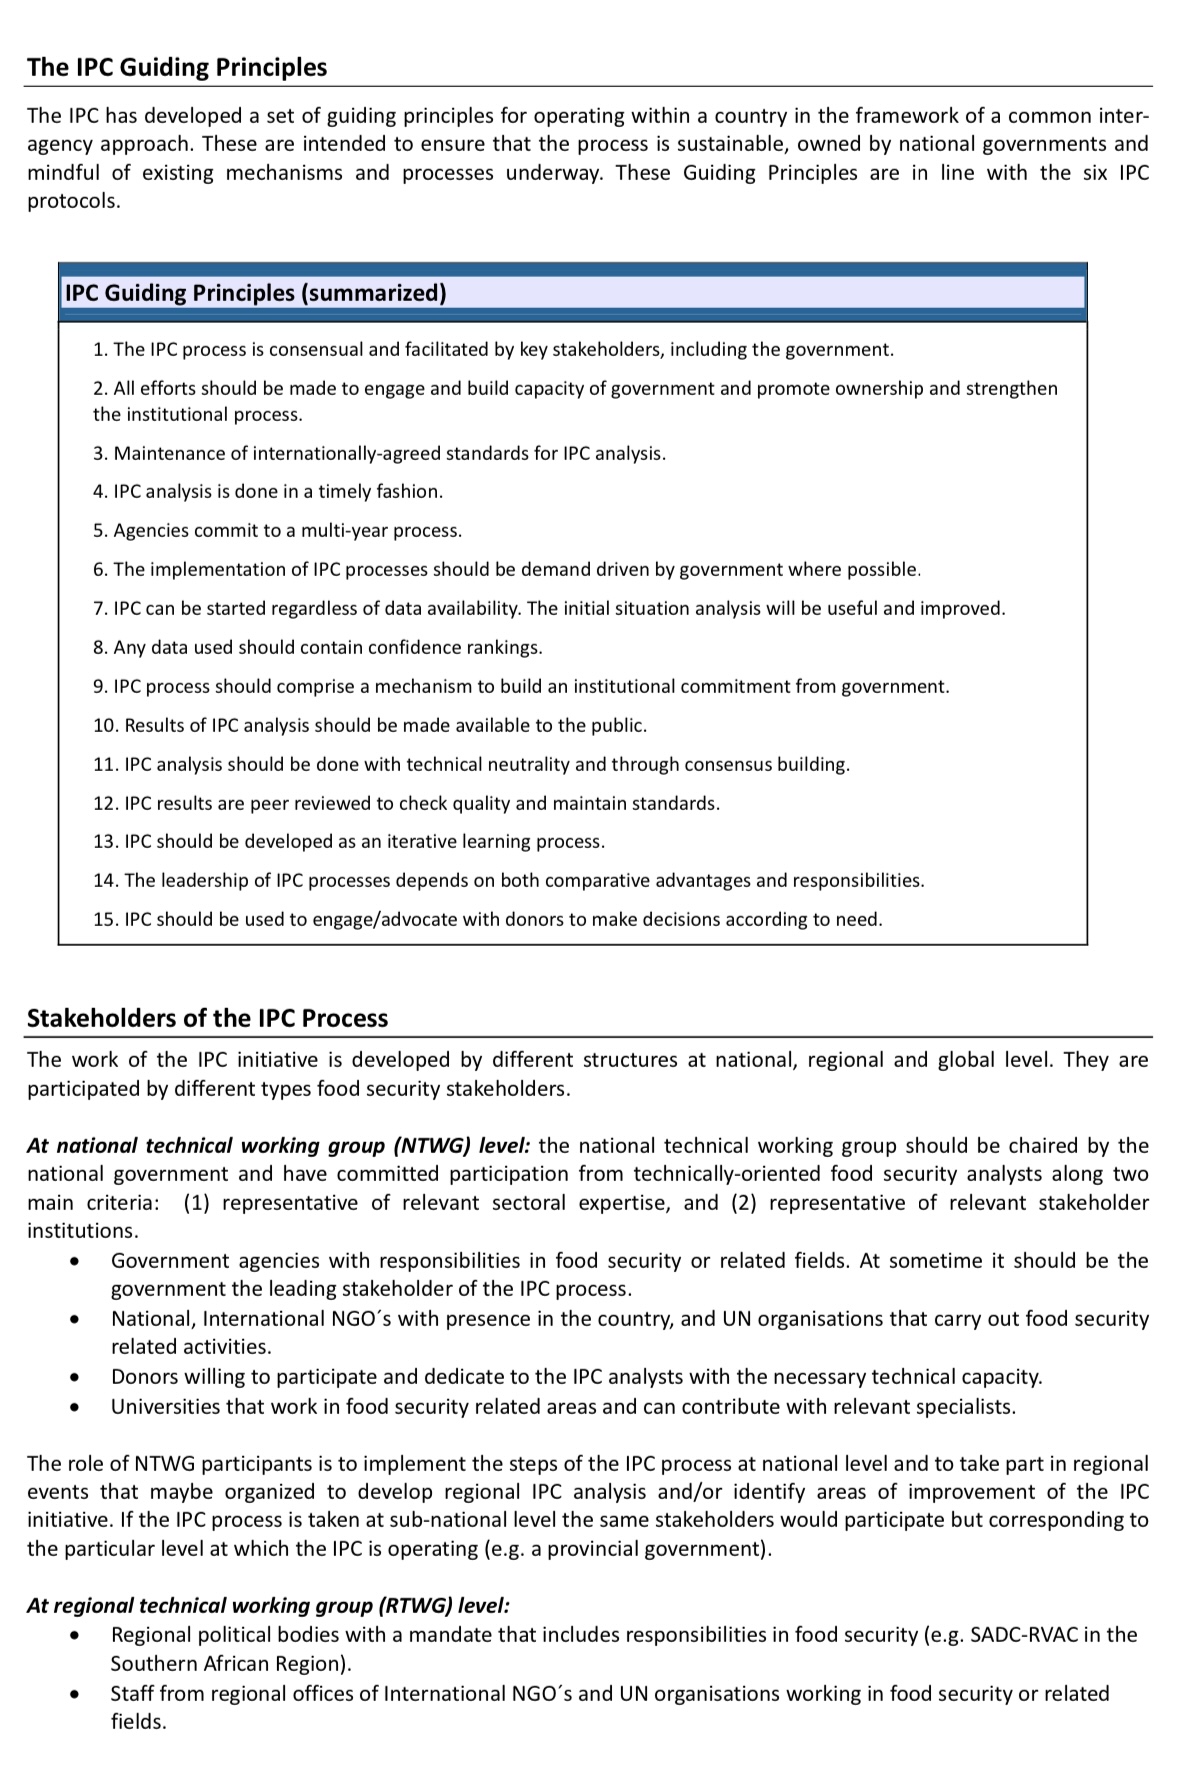 The IPC Guiding Principles
The IPC has developed a set of guiding principles for operating within a country in the framework of a common inter-
agency approach. These are intended to ensure that the process is sustainable, owned by national governments and
mindful of existing mechanisms and processes underway. These Guiding Principles are in line with the six IPC
protocols.
IPC Guiding Principles (summarized)
1. The IPC process is consensual and facilitated by key stakeholders, including the government.
2. All efforts should be made to engage and build capacity of government and promote ownership and strengthen
the institutional process.
3. Maintenance of internationally-agreed standards for IPC analysis.
4. IPC analysis is done in a timely fashion.
5. Agencies commit to a multi-year process.
6. The implementation of IPC processes should be demand driven by government where possible.
7. IPC can be started regardless of data availability. The initial situation analysis will be useful and improved.
8. Any data used should contain confidence rankings.
9. IPC process should comprise a mechanism to build an institutional commitment from government.
10. Results of IPC analysis should be made available to the public.
11. IPC analysis should be done with technical neutrality and through consensus building.
12. IPC results are peer reviewed to check quality and maintain standards.
13. IPC should be developed as an iterative learning process.
14. The leadership of IPC processes depends on both comparative advantages and responsibilities.
15. IPC should be used to engage/advocate with donors to make decisions according to need.
Stakeholders of the IPC Process
The work of the IPC initiative is developed by different structures at national, regional and global level. They are
participated by different types food security stakeholders.
At national technical working group (NTWG) level: the national technical working group should be chaired by the
national government and have committed participation from technically-oriented food security analysts along two
main criteria: (1) representative of relevant sectoral expertise, and (2) representative of relevant stakeholder
institutions.
• Government agencies with responsibilities in food security or related fields. At sometime it should be the
government the leading stakeholder of the IPC process.
• National, International NGO´s with presence in the country, and UN organisations that carry out food security
related activities.
• Donors willing to participate and dedicate to the IPC analysts with the necessary technical capacity.
• Universities that work in food security related areas and can contribute with relevant specialists.
The role of NTWG participants is to implement the steps of the IPC process at national level and to take part in regional
events that maybe organized to develop regional IPC analysis and/or identify areas of improvement of the IPC
initiative. If the IPC process is taken at sub-national level the same stakeholders would participate but corresponding to
the particular level at which the IPC is operating (e.g. a provincial government).
At regional technical working group (RTWG) level:
• Regional political bodies with a mandate that includes responsibilities in food security (e.g. SADC-RVAC in the
Southern African Region).
• Staff from regional offices of International NGO´s and UN organisations working in food security or related
fields.